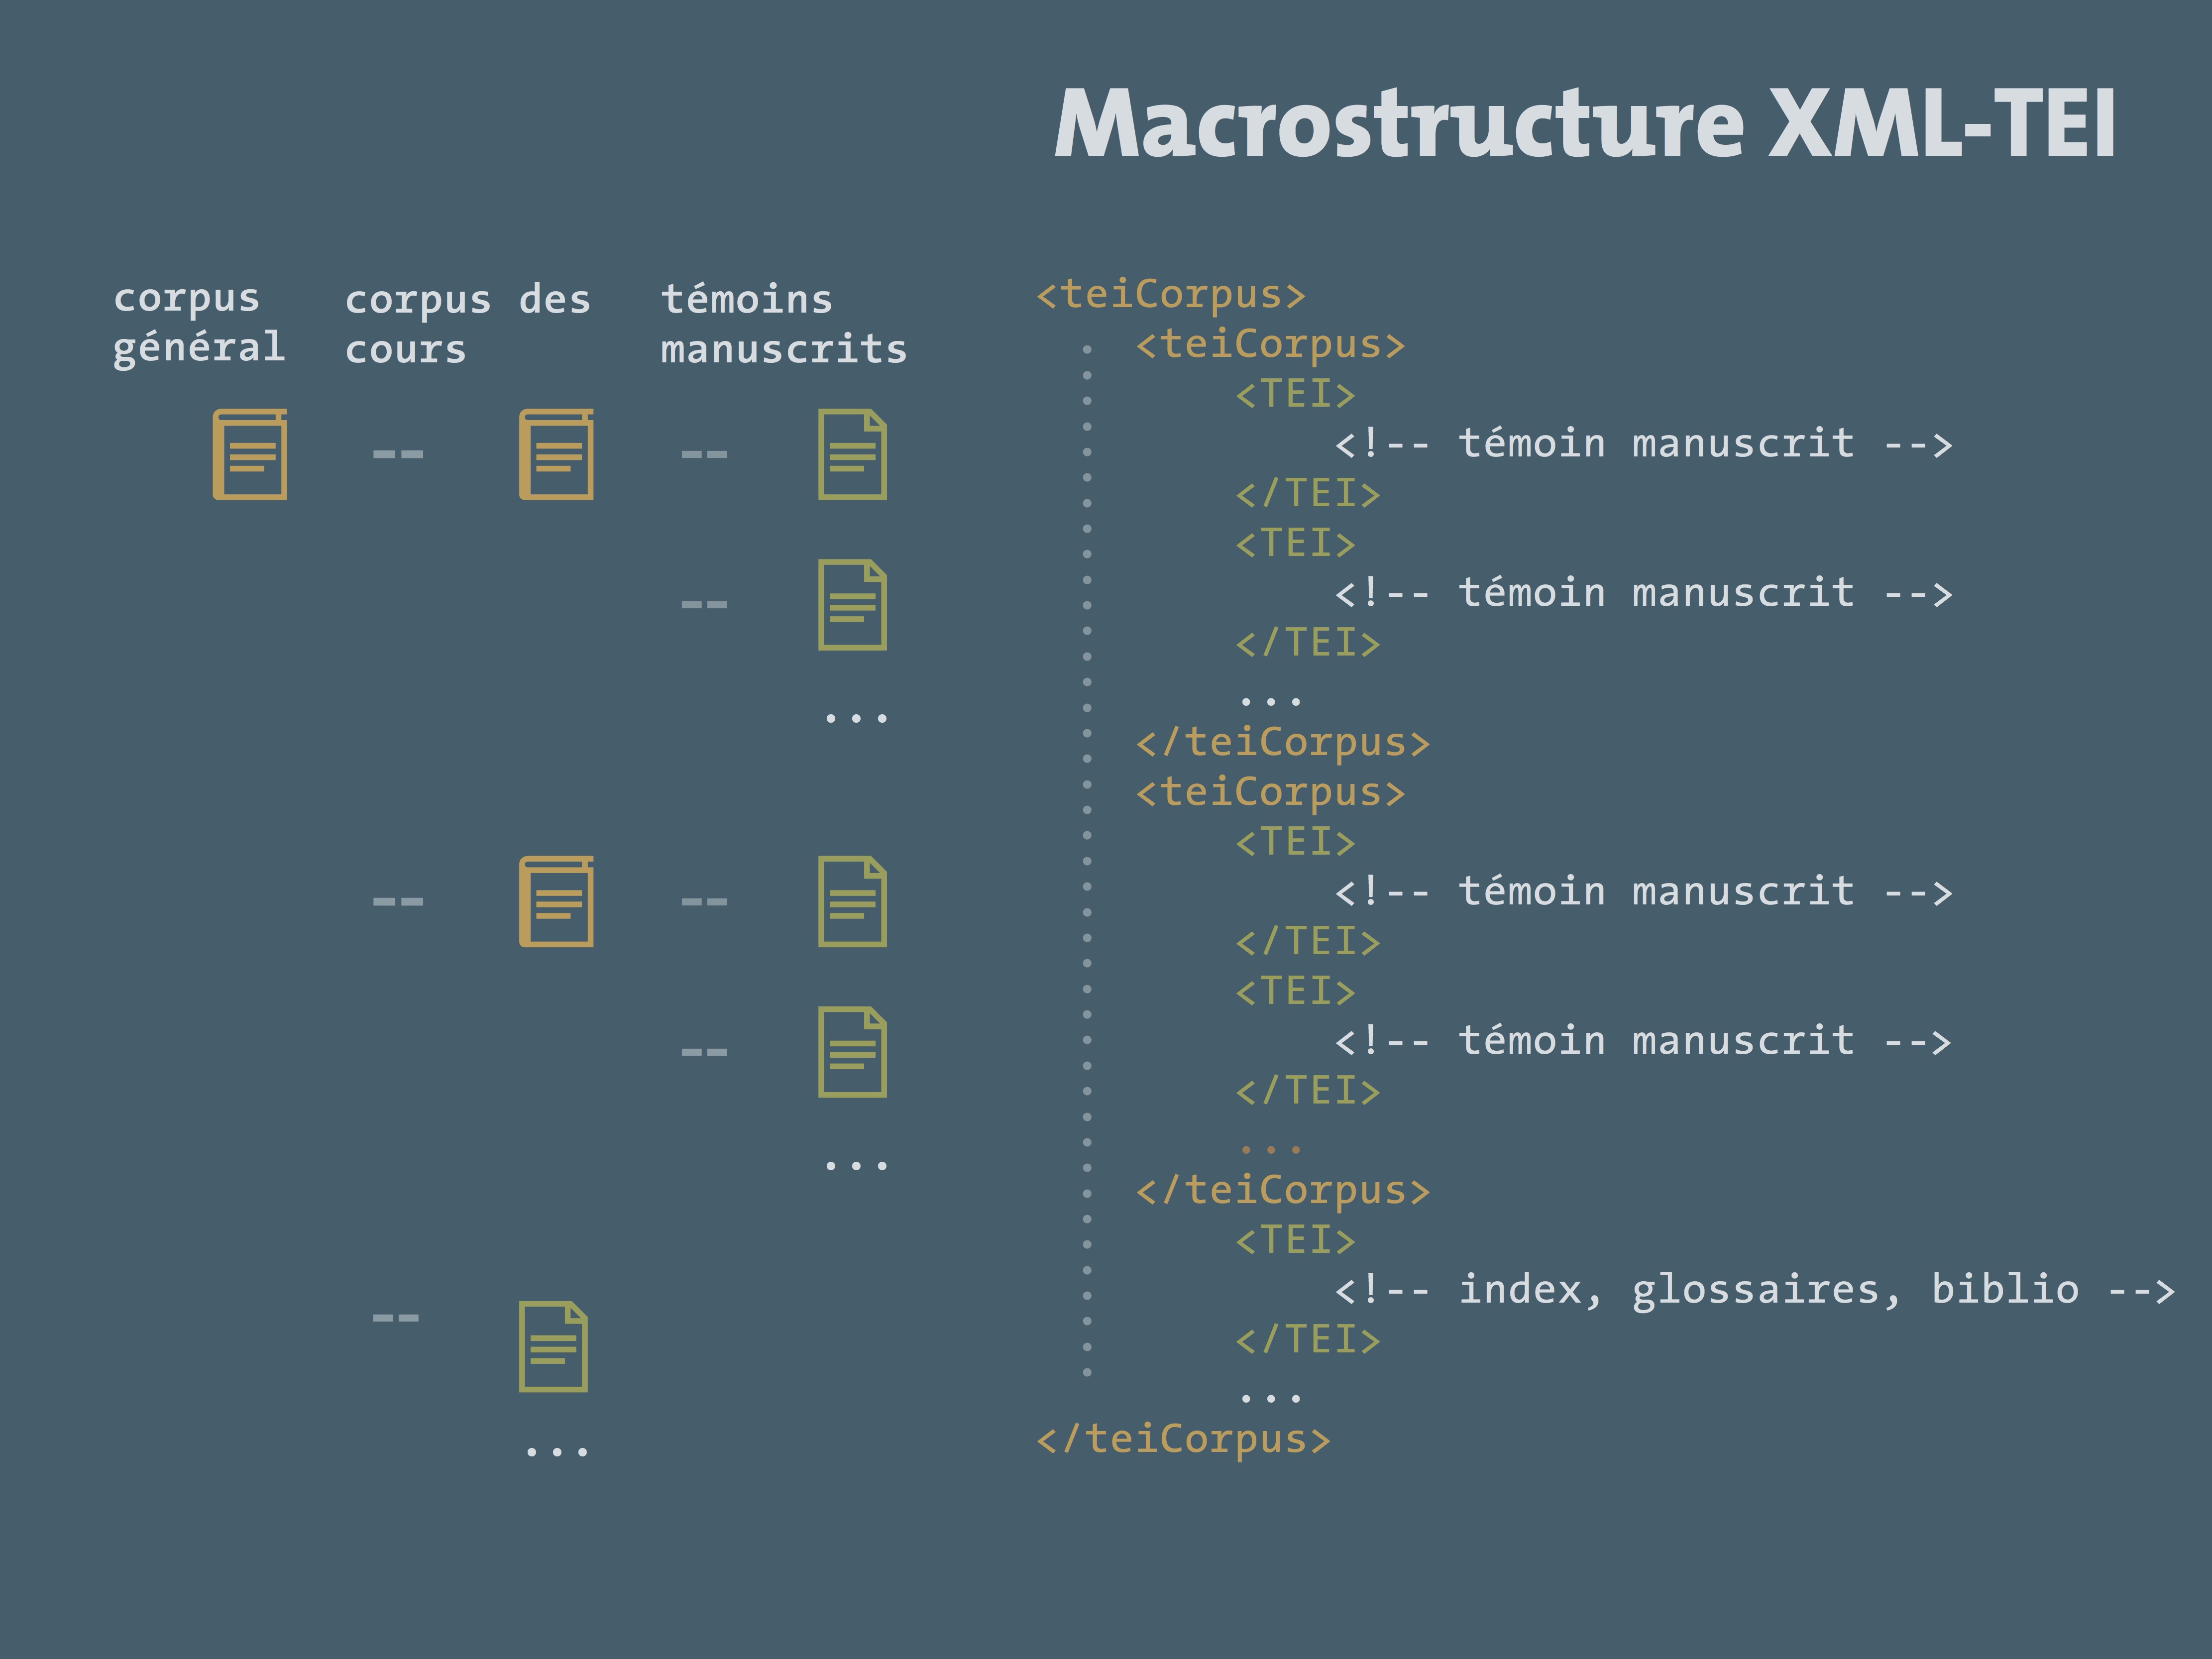 Macrostructure XML-TEI
corpus
général
corpus des
cours
témoins
manuscrits
--
--
--
...
--
--
--
...
--
...
<teiCorpus>
<teiCorpus>
<TEI>
<!-- témoin manuscrit -->
</TEI>
<TEI>
<!-- témoin manuscrit -->
</TEI>
...
</teiCorpus>
<teiCorpus>
<TEI>
<!-- témoin manuscrit -->
</TEI>
<TEI>
<!-- témoin manuscrit -->
</TEI>
...
</teiCorpus>
<TEI>
<!-- index, glossaires, biblio -->
</TEI>
...
</teiCorpus>